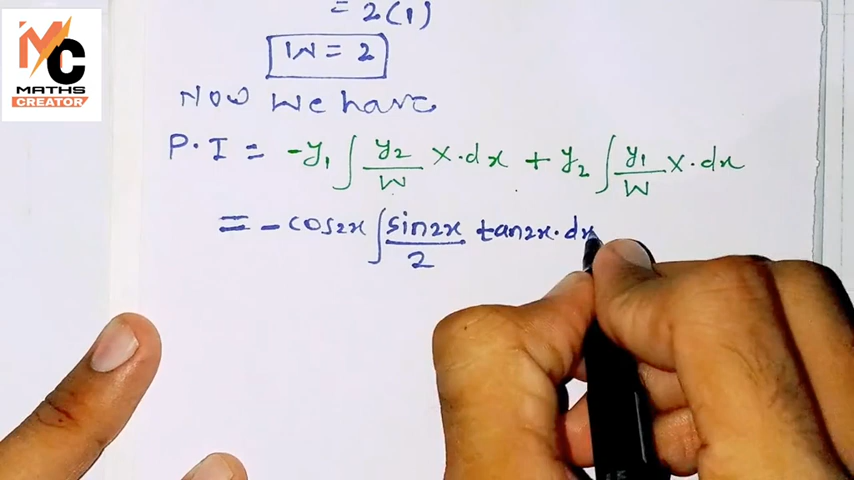 = 2(1)
W = 2
MC
MATHS
CREATOR
Now we have
P.I = -y₁ ∫ y₂/W X.dx + y₂ ∫ y₁/W X.dx
= - cos2x ∫ sin2x/2 tan2x.dx